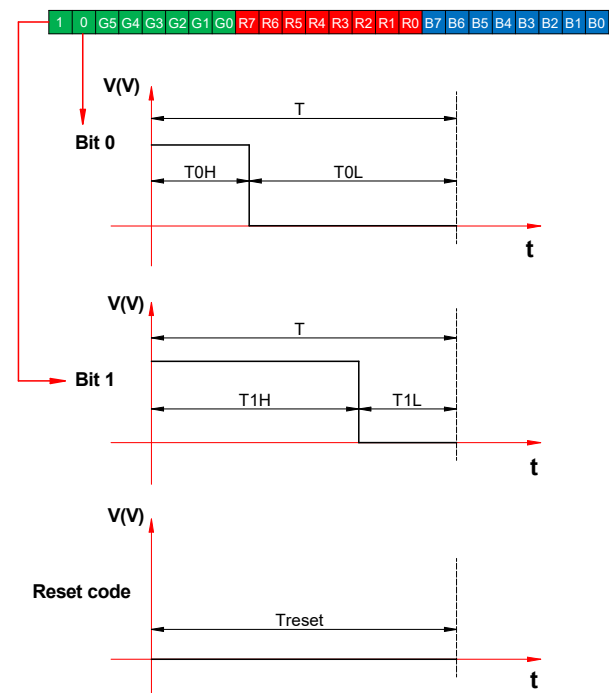 1 0 G5 G4 G3 G2 G1 G0 R7 R6 R5 R4 R3 R2 R1 R0 B7 B6 B5 B4 B3 B2 B1 B0
V(V)
T
Bit 0
T0H T0L
t
V(V)
T
Bit 1
T1H T1L
t
V(V)
Reset code
Treset
t